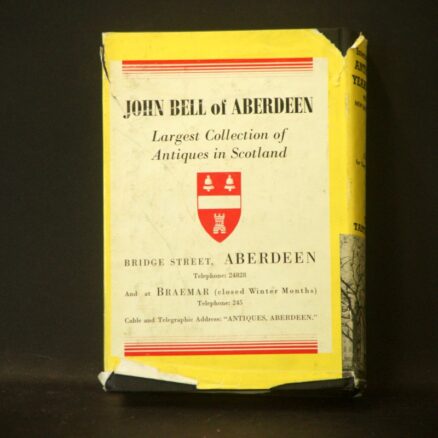 JOHN BELL of ABERDEEN
Largest Collection of
Antiques in Scotland
BRIDGE STREET, ABERDEEN
Telephone: 24828
And at BRAEMAR (closed Winter Months)
Telephone: 245
Cable and Telegraphic Address: "ANTIQUES, ABERDEEN."